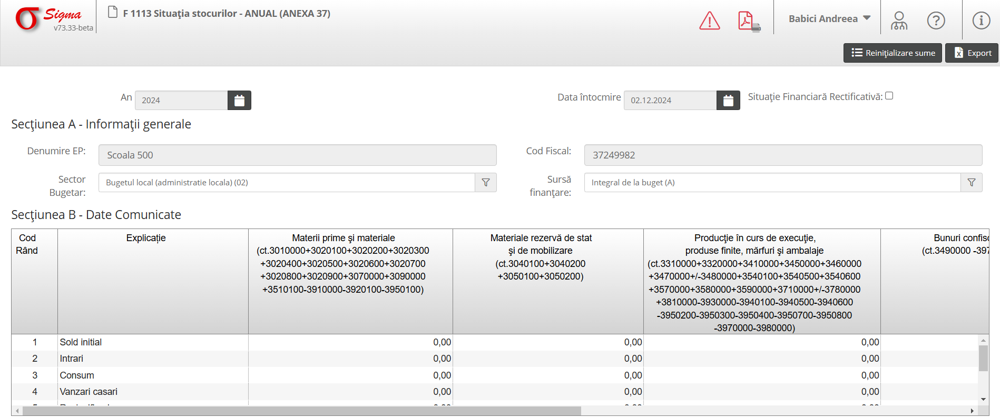 Sigma
v73.33-beta
F 1113 Situaţia stocurilor - ANUAL (ANEXA 37)
Babici Andreea
Reiniţializare sume
Export
An
2024
Data întocmire
02.12.2024
Situaţie Financiară Rectificativă:
Secţiunea A - Informaţii generale
Denumire EP:
Scoala 500
Cod Fiscal:
37249982
Sector
Bugetar:
Bugetul local (administratie locala) (02)
Sursă
finanţare:
Integral de la buget (A)
Secţiunea B - Date Comunicate
Cod
Rând
Explicaţie
Materii prime şi materiale
(ct.3010000+3020100+3020200+3020300
+3020400+3020500+3020600+3020700
+3020800+3020900+3070000+3090000
+3510100-3910000-3920100-3950100)
Materiale rezervă de stat
şi de mobilizare
(ct.3040100+3040200
+3050100+3050200)
Producţie în curs de execuţie,
produse finite, mărfuri şi ambalaje
(ct.3310000+3320000+3410000+3450000+3460000
+3470000+/-3480000+3540100+3540500+3540600
+3570000+3580000+3590000+3710000+/-3780000
+3810000-3930000-3940100-3940500-3940600
-3950200-3950300-3950400-3950700-3950800
-3970000-3980000)
Bunuri confisc
(ct.3490000 -397
1 Sold initial 0,00 0,00 0,00
2 Intrari 0,00 0,00 0,00
3 Consum 0,00 0,00 0,00
4 Vanzari casari 0,00 0,00 0,00